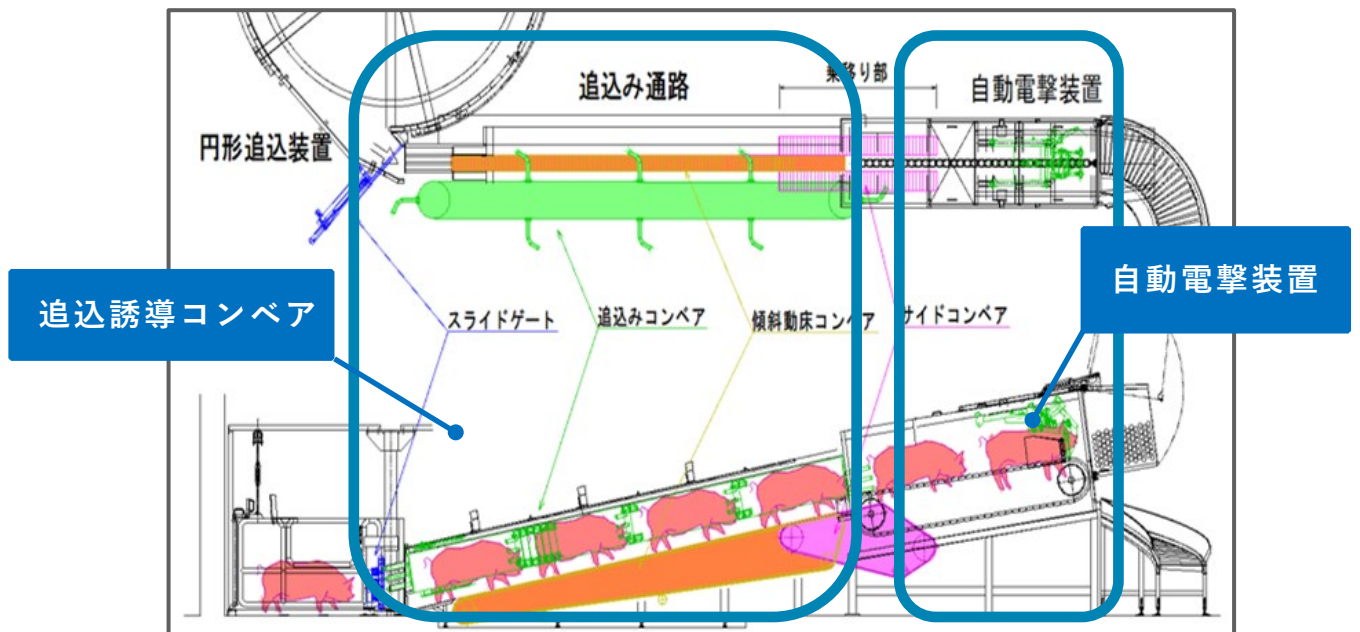 追込み通路
乗移り部
自動電撃装置
円形追込装置
追込誘導コンベア
自動電撃装置
スライドゲート
追込みコンベア
傾斜動床コンベア
サイドコンベア